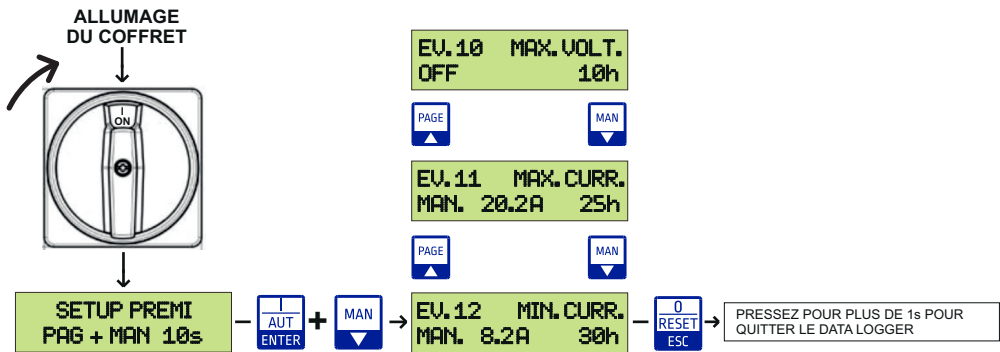 ALLUMAGE
DU COFFRET
I
ON
EV.10 MAX.VOLT.
OFF 10h
PAGE
MAN
EV.11 MAX.CURR.
MAN. 20.2A 25h
PAGE
MAN
SETUP PREMI
PAG + MAN 10s
I
AUT
ENTER
+
MAN
EV.12 MIN.CURR.
MAN. 8.2A 30h
0
RESET
ESC
PRESSEZ POUR PLUS DE 1s POUR
QUITTER LE DATA LOGGER